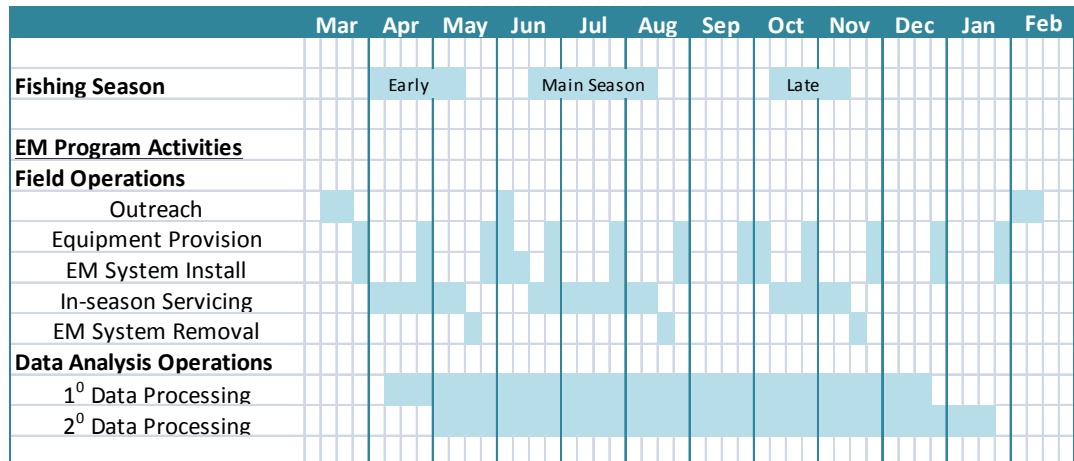 Mar Apr May Jun Jul Aug Sep Oct Nov Dec Jan Feb
Fishing Season Early Main Season Late
EM Program Activities
Field Operations
Outreach
Equipment Provision
EM System Install
In-season Servicing
EM System Removal
Data Analysis Operations
1⁰ Data Processing
2⁰ Data Processing